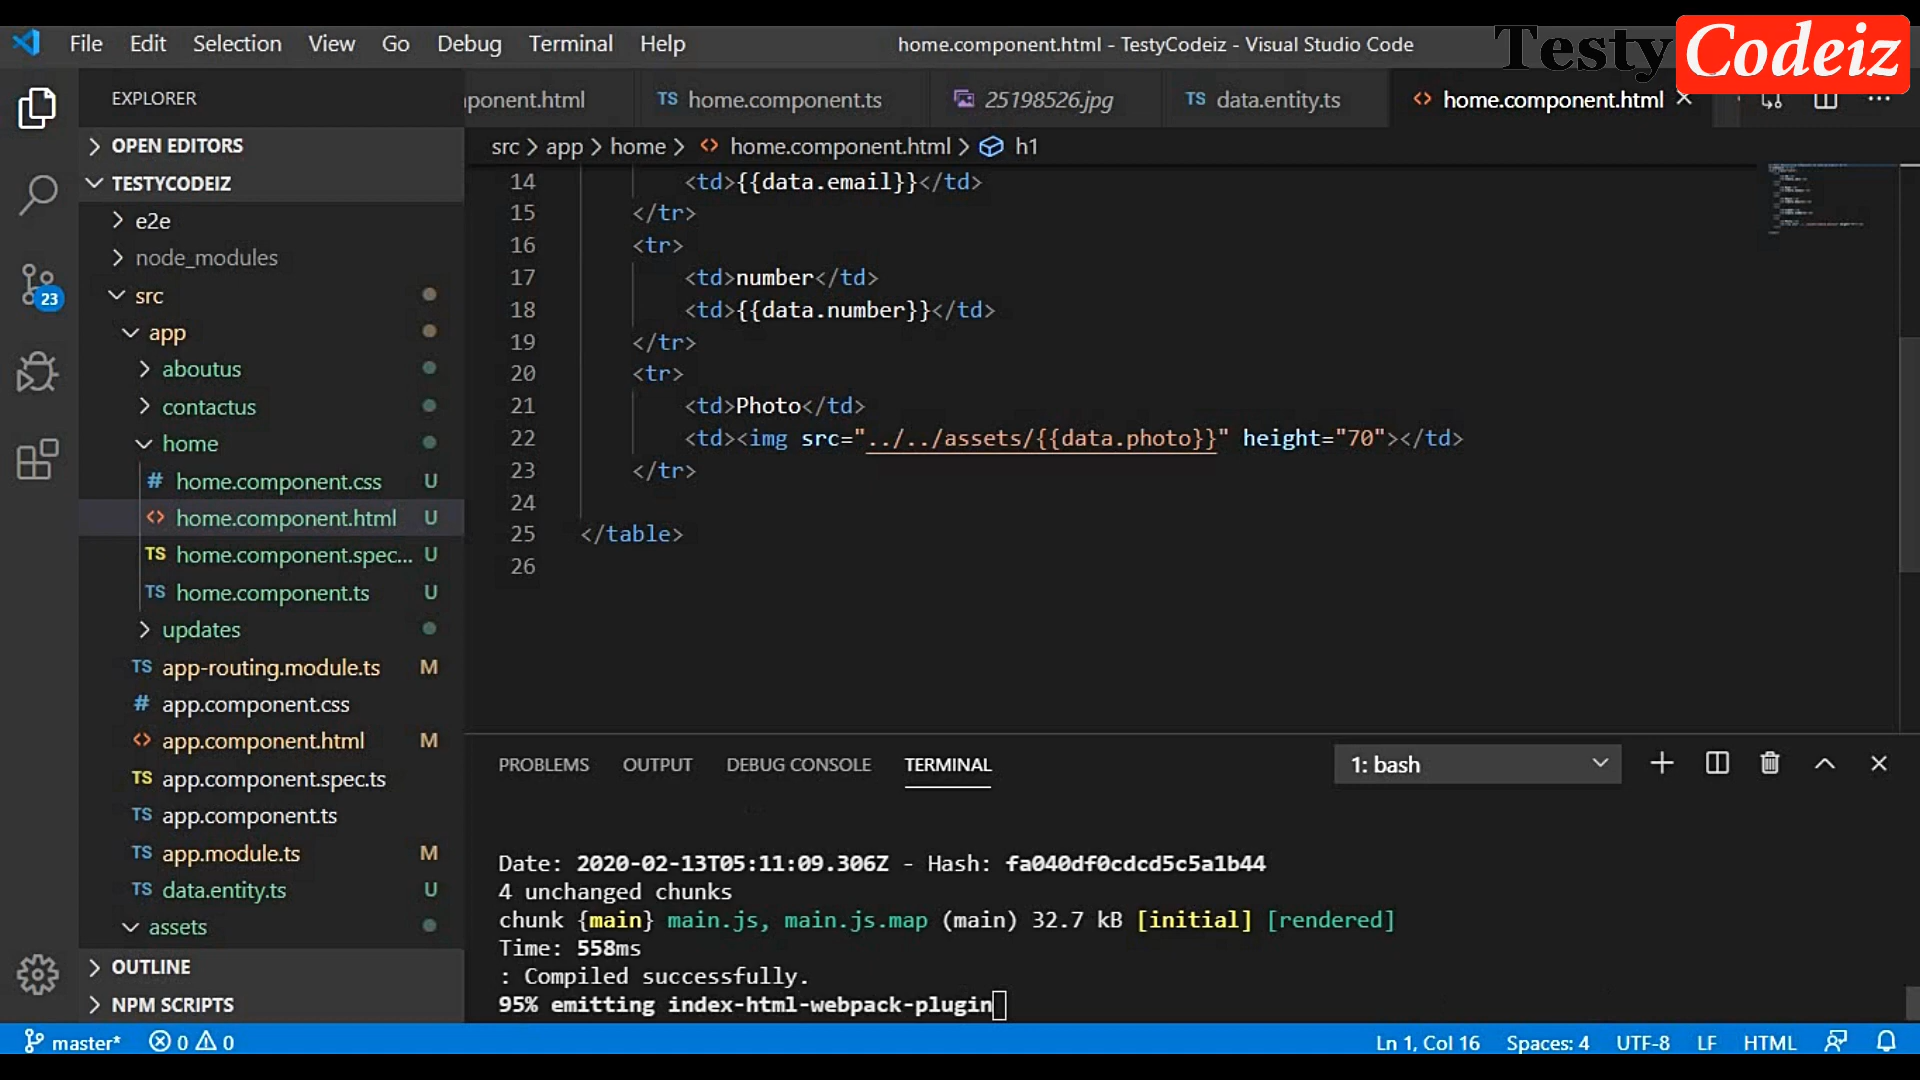 File Edit Selection View Go Debug Terminal Help
home.component.html - TestyCodeiz - Visual Studio Code
Testy Codeiz
EXPLORER
ponent.html
TS home.component.ts
25198526.jpg
TS data.entity.ts
<> home.component.html
OPEN EDITORS
src > app > home > <> home.component.html > h1
TESTYCODEIZ
e2e
node_modules
src
app
aboutus
contactus
home
# home.component.css U
<> home.component.html U
TS home.component.spec... U
TS home.component.ts U
updates
TS app-routing.module.ts M
# app.component.css
<> app.component.html M
TS app.component.spec.ts
TS app.component.ts
TS app.module.ts M
TS data.entity.ts U
assets
OUTLINE
NPM SCRIPTS
23
14 <td>{{data.email}}</td>
15 </tr>
16 <tr>
17 <td>number</td>
18 <td>{{data.number}}</td>
19 </tr>
20 <tr>
21 <td>Photo</td>
22 <td><img src="../../assets/{{data.photo}}" height="70"></td>
23 </tr>
24
25 </table>
26
PROBLEMS OUTPUT DEBUG CONSOLE TERMINAL
1: bash
Date: 2020-02-13T05:11:09.306Z - Hash: fa040df0cdcd5c5a1b44
4 unchanged chunks
chunk {main} main.js, main.js.map (main) 32.7 kB [initial] [rendered]
Time: 558ms
: Compiled successfully.
95% emitting index-html-webpack-plugin
master* 0 0
Ln 1, Col 16 Spaces: 4 UTF-8 LF HTML